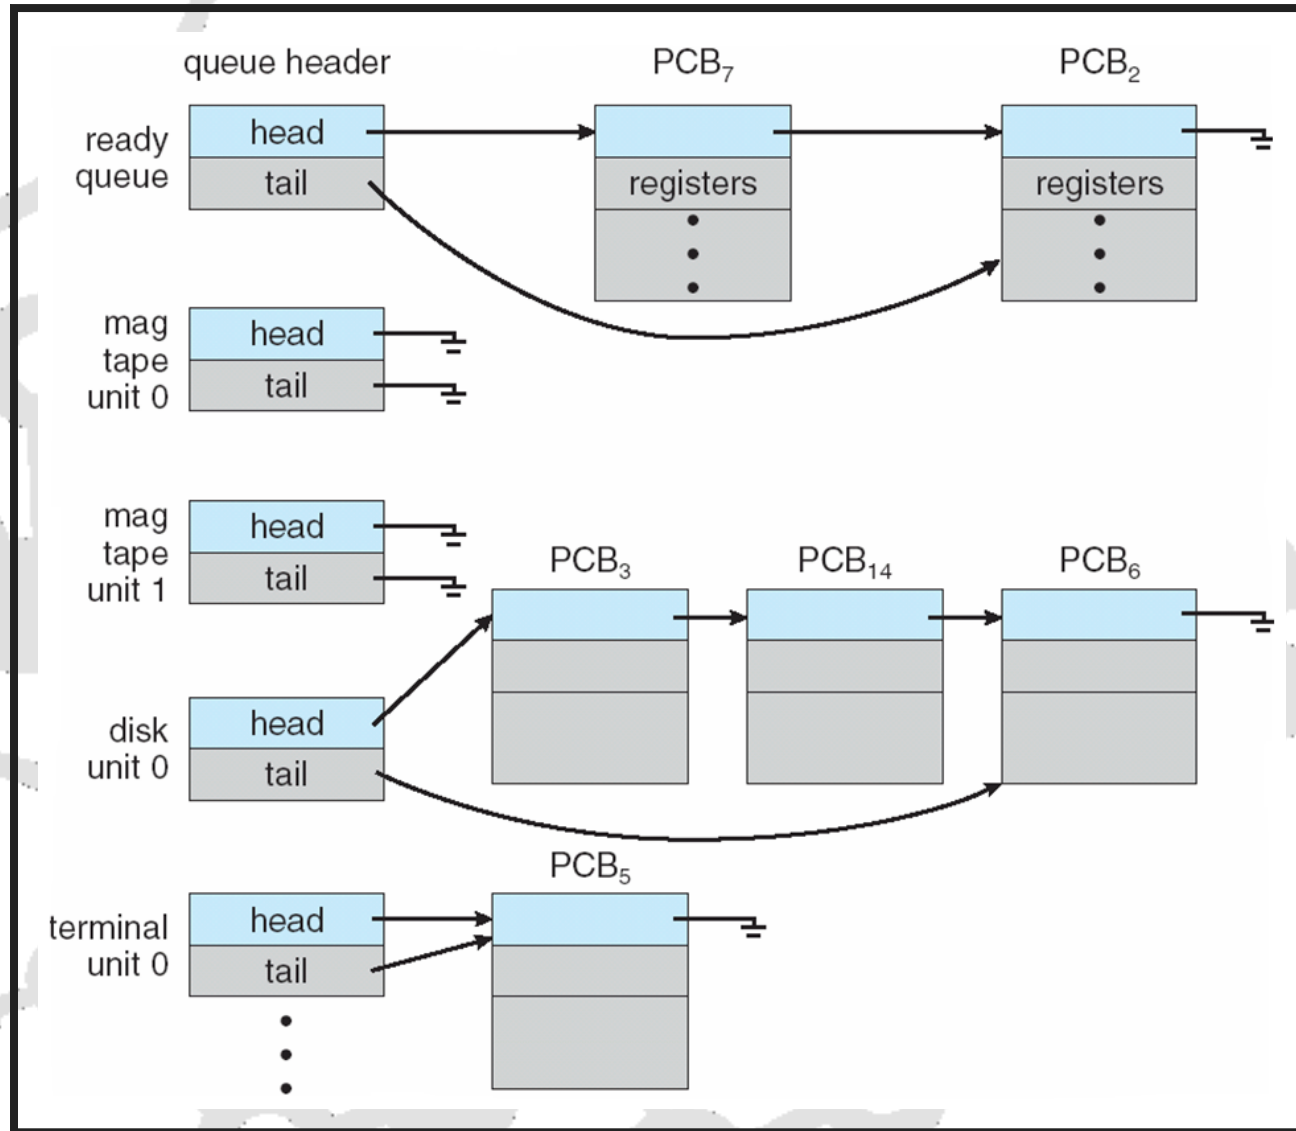 queue header
PCB₇
PCB₂
ready
queue
head
tail
registers
registers
mag
tape
unit 0
head
tail
mag
tape
unit 1
head
tail
PCB₃
PCB₁₄
PCB₆
disk
unit 0
head
tail
PCB₅
terminal
unit 0
head
tail